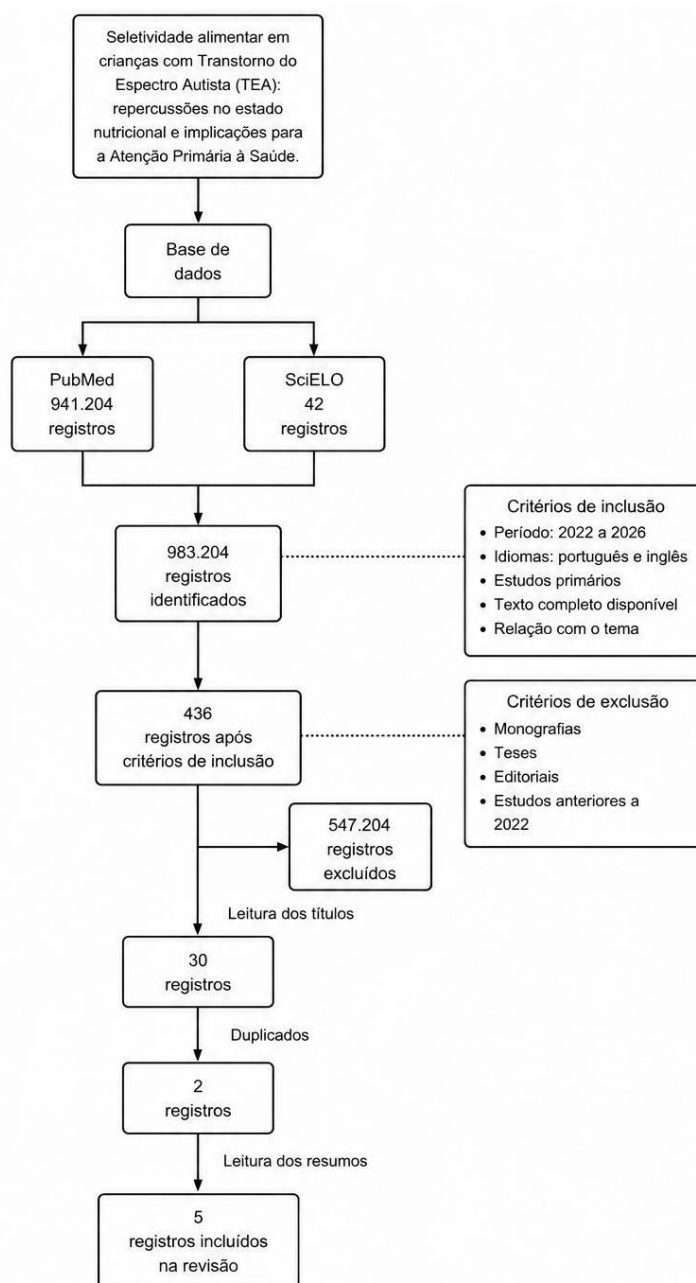 Seletividade alimentar em
crianças com Transtorno do
Espectro Autista (TEA):
repercussões no estado
nutricional e implicações para
a Atenção Primária à Saúde.
Base de
dados
PubMed
941.204
registros
SciELO
42
registros
983.204
registros
identificados
Critérios de inclusão
• Período: 2022 a 2026
• Idiomas: português e inglês
• Estudos primários
• Texto completo disponível
• Relação com o tema
436
registros após
critérios de inclusão
Critérios de exclusão
• Monografias
• Teses
• Editoriais
• Estudos anteriores a
2022
547.204
registros
excluídos
Leitura dos títulos
30
registros
Duplicados
2
registros
Leitura dos resumos
5
registros incluídos
na revisão